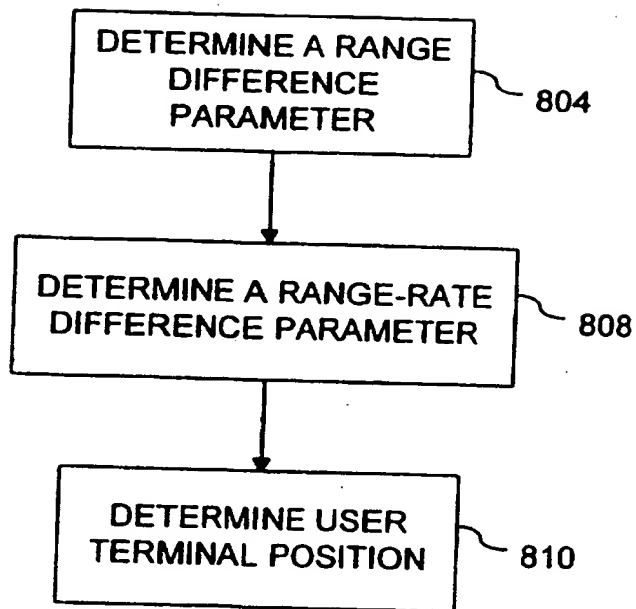 DETERMINE A RANGE
DIFFERENCE
PARAMETER
804
DETERMINE A RANGE-RATE
DIFFERENCE PARAMETER
808
DETERMINE USER
TERMINAL POSITION
810